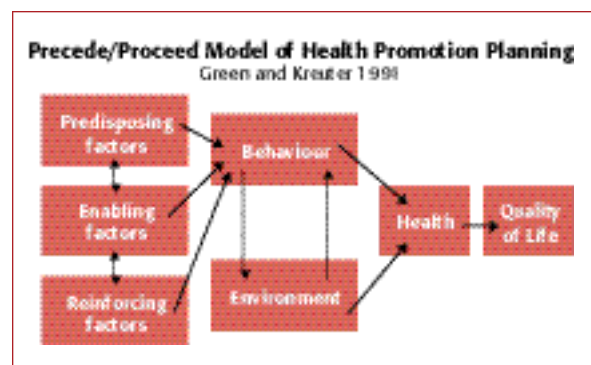 Precede/Proceed Model of Health Promotion Planning
Green and Kreuter 1991
Predisposing
factors
Behaviour
Enabling
factors
Health
Quality
of Life
Reinforcing
factors
Environment